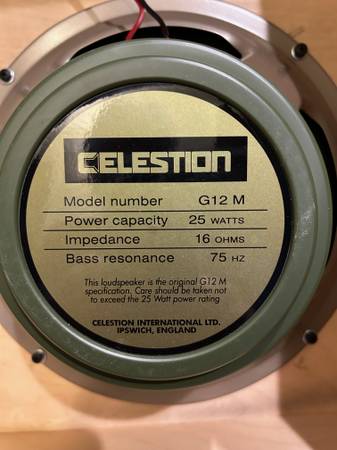 CELESTION
Model number G12 M
Power capacity 25 WATTS
Impedance 16 OHMS
Bass resonance 75 HZ
This loudspeaker is the original G12 M
specification. Care should be taken not
to exceed the 25 Watt power rating
CELESTION INTERNATIONAL LTD.
IPSWICH, ENGLAND